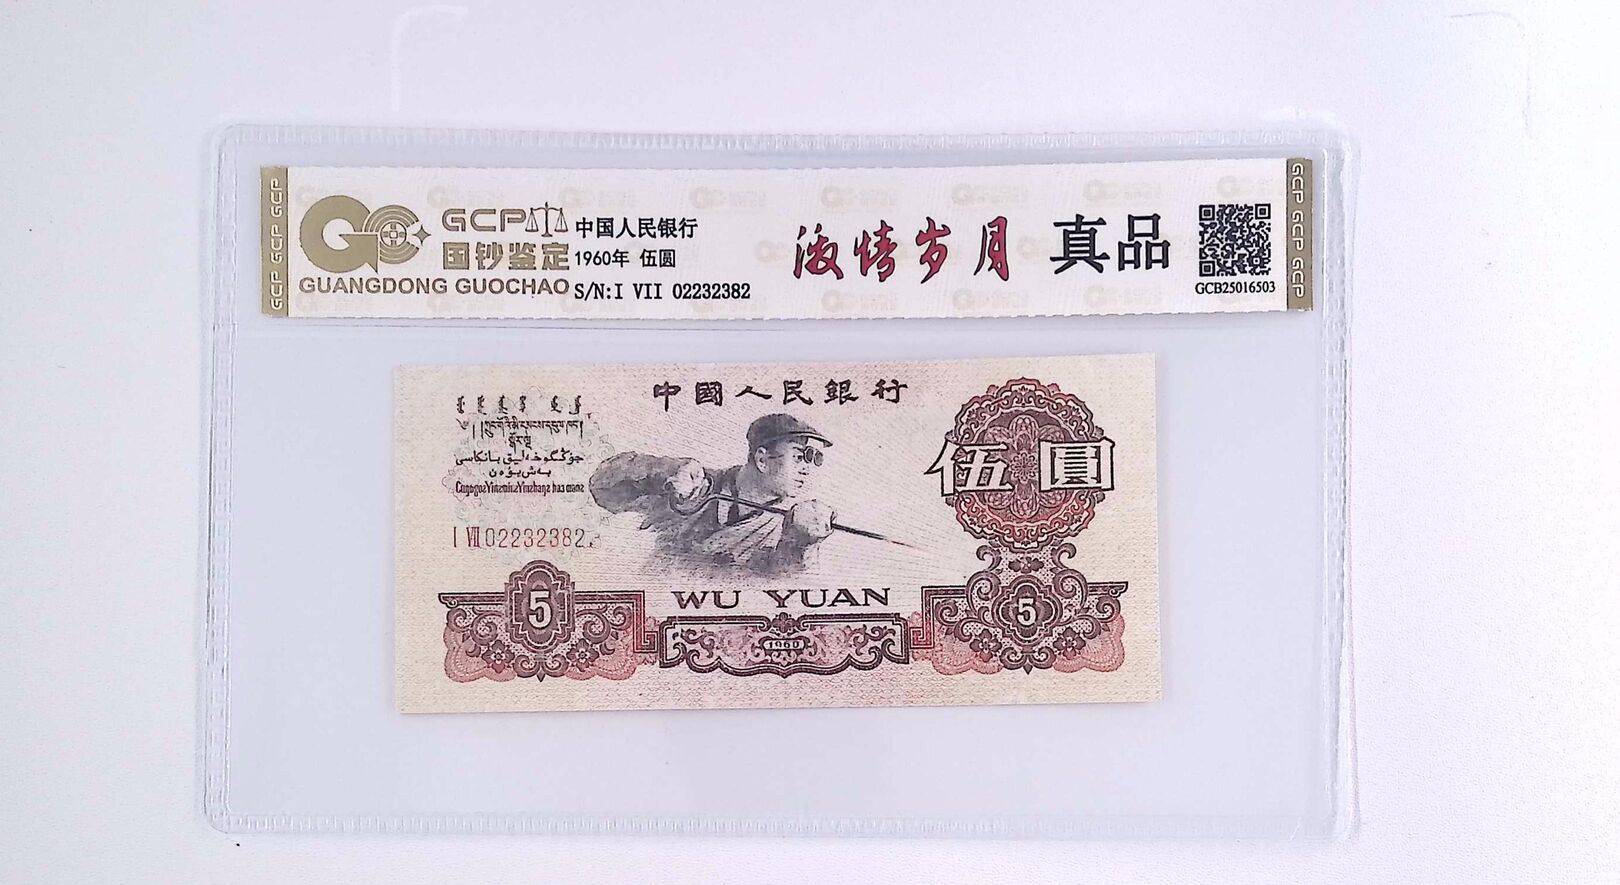 GCP GCP GCP
GCP
国钞鉴定
GUANGDONG GUOCHAO
中国人民银行
1960年 伍圆
S/N:I VII 02232382
激情岁月 真品
GCB25016503
GCP GCP GCP
中國人民銀行
伍圓
I VII 02232382
WU YUAN
5
5
1960